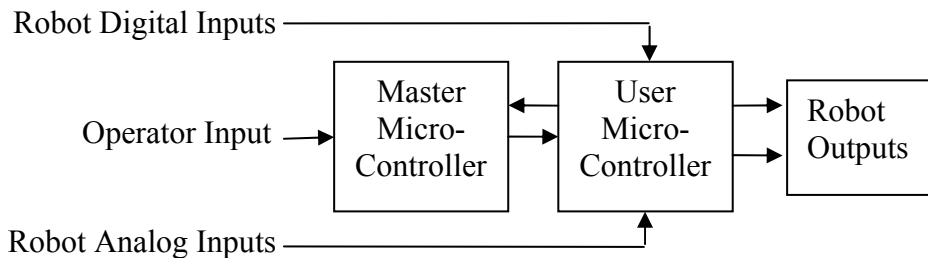 Robot Digital Inputs
Operator Input
Master
Micro-
Controller
User
Micro-
Controller
Robot
Outputs
Robot Analog Inputs